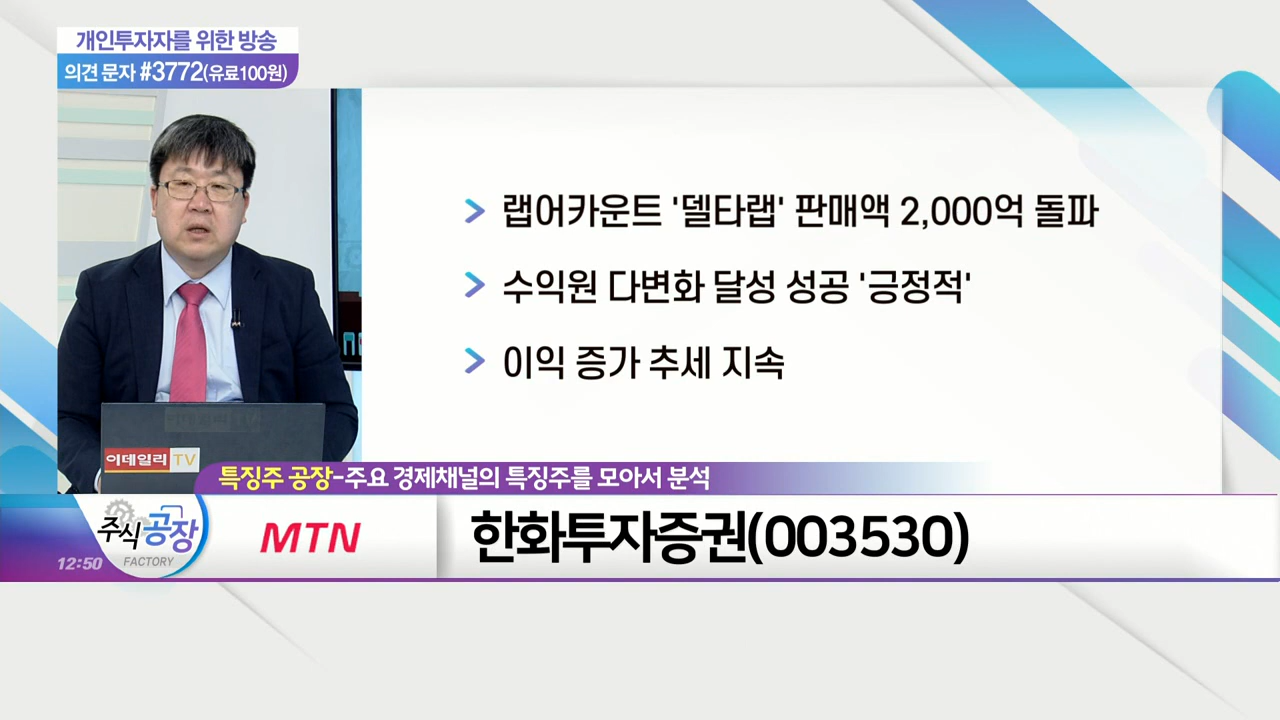 개인투자자를 위한 방송
의견 문자 #3772(유료100원)
> 랩어카운트 '델타랩' 판매액 2,000억 돌파
> 수익원 다변화 달성 성공 '긍정적'
> 이익 증가 추세 지속
이데일리 TV
특징주 공장-주요 경제채널의 특징주를 모아서 분석
주식공장
FACTORY
12:50
MTN
한화투자증권(003530)